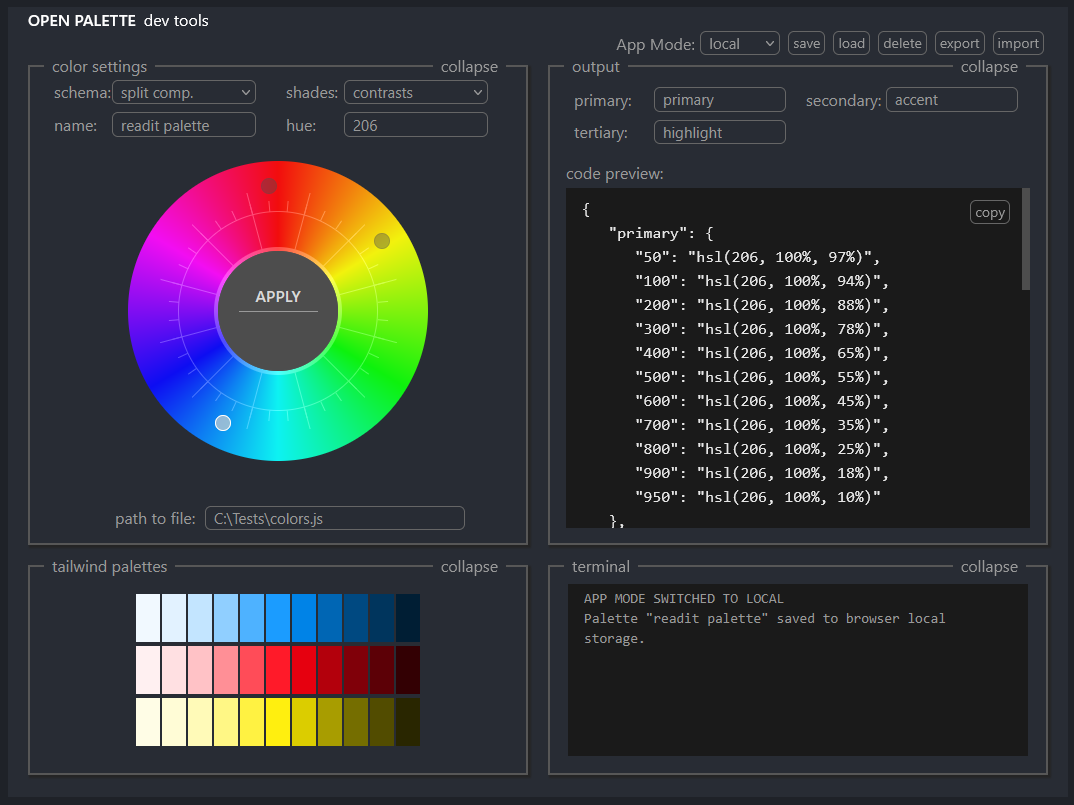 OPEN PALETTE dev tools
App Mode: local save load delete export import
color settings collapse
schema: split comp. shades: contrasts
name: readit palette hue: 206
APPLY
path to file: C:\Tests\colors.js
output collapse
primary: primary secondary: accent
tertiary: highlight
code preview:
copy
{
"primary": {
"50": "hsl(206, 100%, 97%)",
"100": "hsl(206, 100%, 94%)",
"200": "hsl(206, 100%, 88%)",
"300": "hsl(206, 100%, 78%)",
"400": "hsl(206, 100%, 65%)",
"500": "hsl(206, 100%, 55%)",
"600": "hsl(206, 100%, 45%)",
"700": "hsl(206, 100%, 35%)",
"800": "hsl(206, 100%, 25%)",
"900": "hsl(206, 100%, 18%)",
"950": "hsl(206, 100%, 10%)"
},
tailwind palettes collapse
terminal collapse
APP MODE SWITCHED TO LOCAL
Palette "readit palette" saved to browser local
storage.